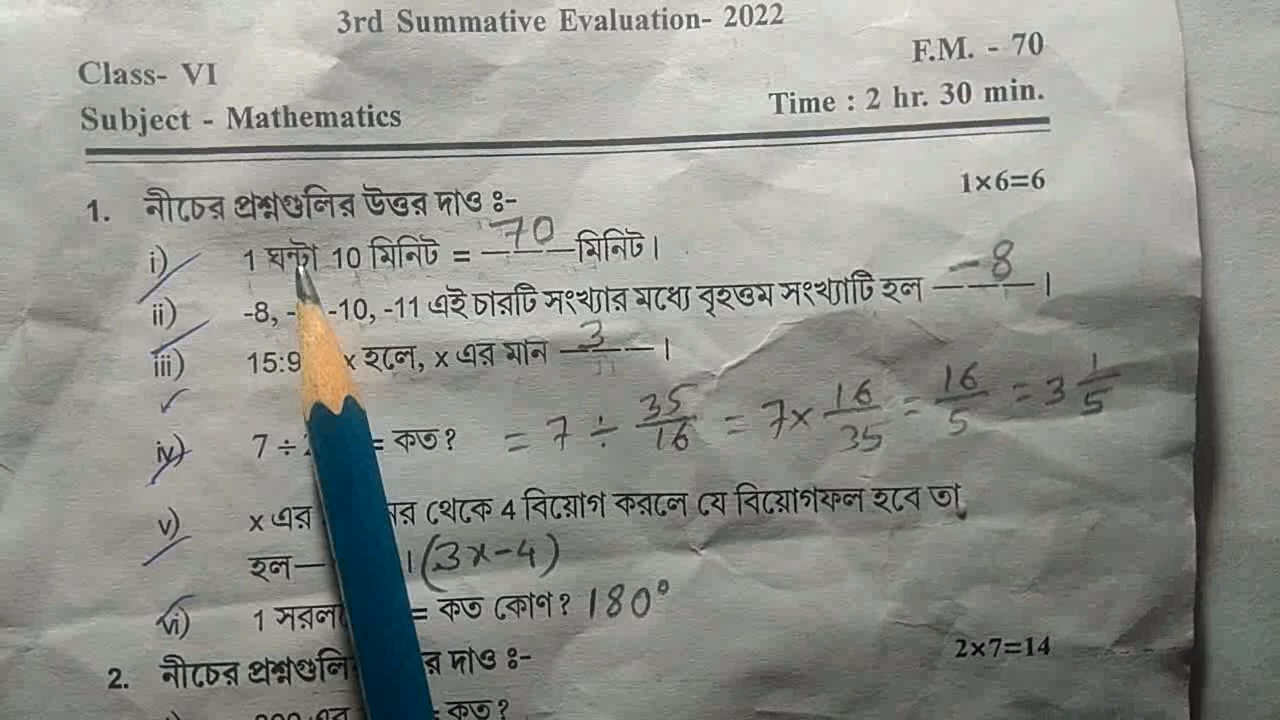 3rd Summative Evaluation- 2022
F.M. - 70
Class- VI
Time : 2 hr. 30 min.
Subject - Mathematics
1×6=6
1. নীচের প্রশ্নগুলির উত্তর দাও ঃ-
i) 1 ঘন্টা 10 মিনিট = 70 মিনিট।
ii) -8, -10, -11 এই চারটি সংখ্যার মধ্যে বৃহত্তম সংখ্যাটি হল -8 ।
iii) 15:9 x হলে, x এর মান 3 ।
iv) 7 ÷ = কত? = 7 ÷ 35/16 = 7 × 16/35 = 16/5 = 3 1/5
v) x এর থেকে 4 বিয়োগ করলে যে বিয়োগফল হবে তা
হল— । (3x-4)
vi) 1 = কত কোণ? 180°
2×7=14
2. নীচের প্রশ্নগুলি দাও ঃ-
কত?